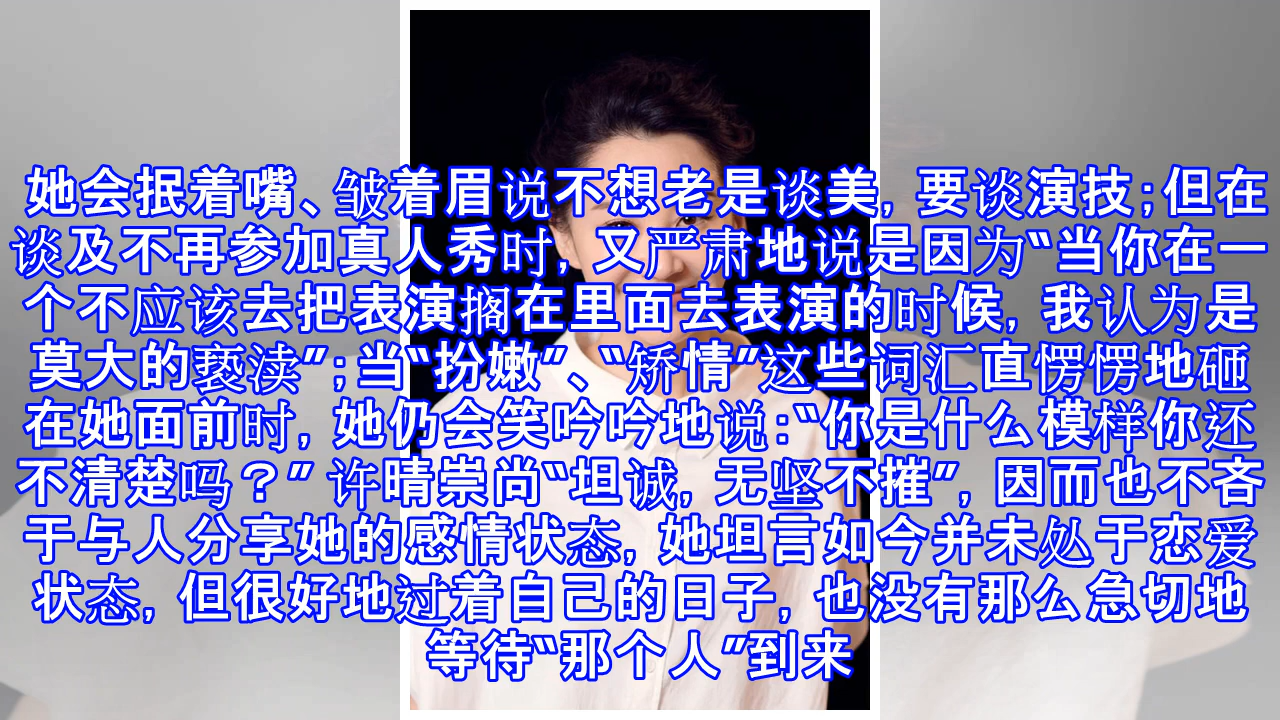 她会抿着嘴、皱着眉说不想老是谈美,要谈演技;但在
谈及不再参加真人秀时,又严肃地说是因为“当你在一
个不应该去把表演搁在里面去表演的时候,我认为是
莫大的亵渎”;当“扮嫩”、“矫情”这些词汇直愣愣地砸
在她面前时,她仍会笑吟吟地说:“你是什么模样你还
不清楚吗？”许晴崇尚“坦诚,无坚不摧”,因而也不吝
于与人分享她的感情状态,她坦言如今并未处于恋爱
状态,但很好地过着自己的日子,也没有那么急切地
等待“那个人”到来